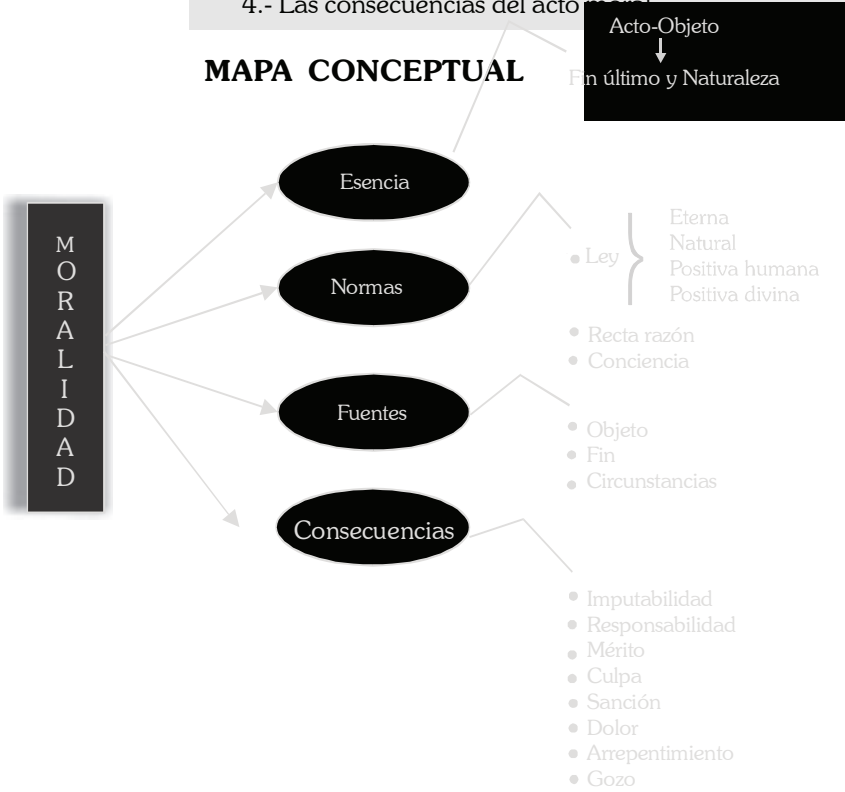 4.- Las consecuencias del acto moral
Acto-Objeto
MAPA CONCEPTUAL
Fin último y Naturaleza
MORALIDAD
Esencia
Normas
Ley
Eterna
Natural
Positiva humana
Positiva divina
Recta razón
Conciencia
Fuentes
Objeto
Fin
Circunstancias
Consecuencias
Imputabilidad
Responsabilidad
Mérito
Culpa
Sanción
Dolor
Arrepentimiento
Gozo